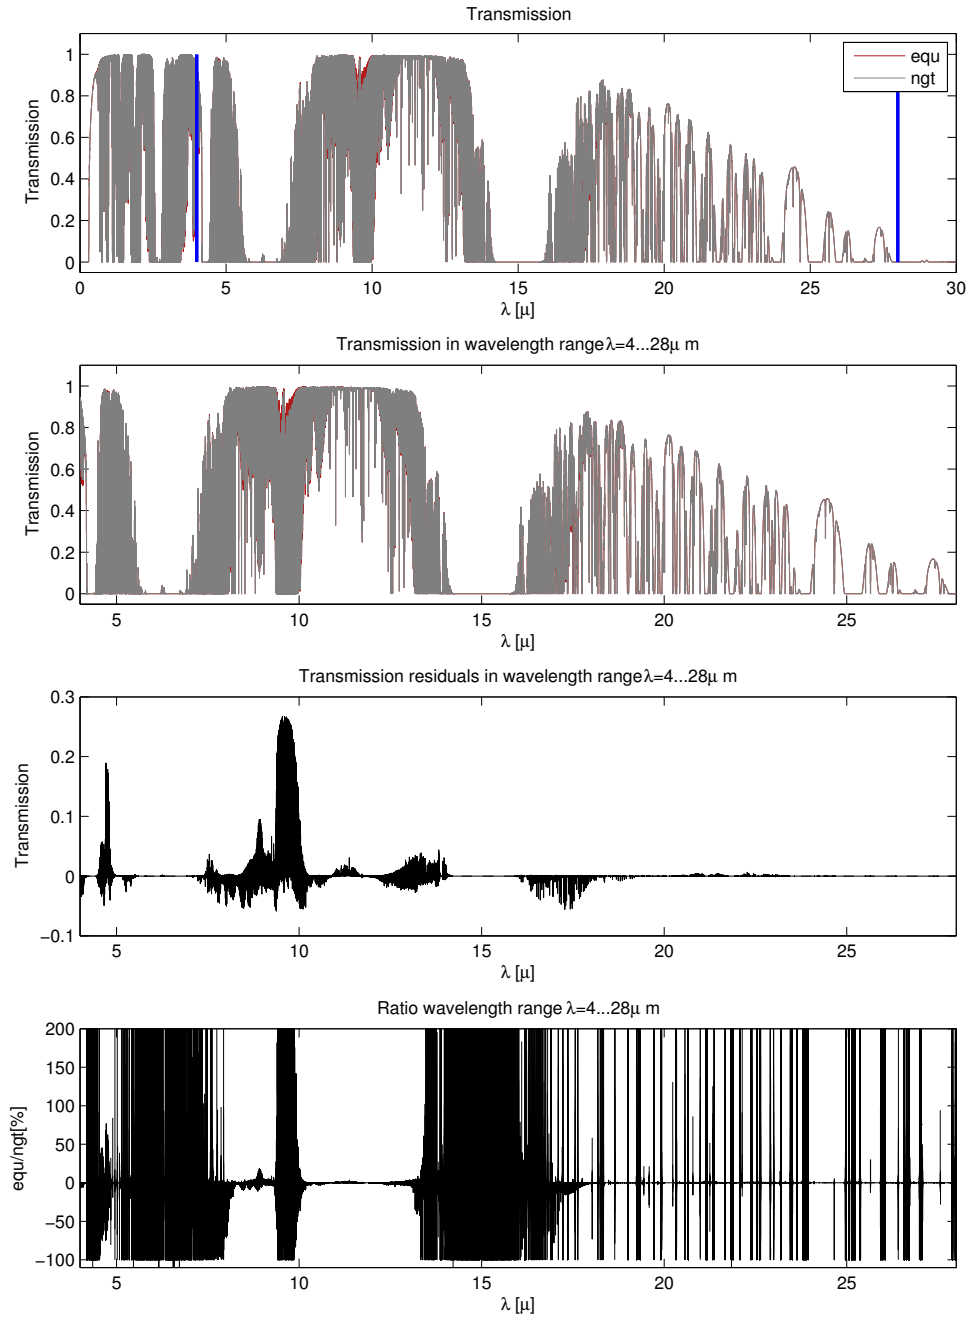 Transmission
equ
ngt
Transmission
1
0.8
0.6
0.4
0.2
0
0 5 10 15 20 25 30
λ [μ]
Transmission in wavelength range λ=4...28μ m
Transmission
1
0.8
0.6
0.4
0.2
0
5 10 15 20 25
λ [μ]
Transmission residuals in wavelength range λ=4...28μ m
Transmission
0.3
0.2
0.1
0
−0.1
5 10 15 20 25
λ [μ]
Ratio wavelength range λ=4...28μ m
equ/ngt[%]
200
150
100
50
0
−50
−100
5 10 15 20 25
λ [μ]